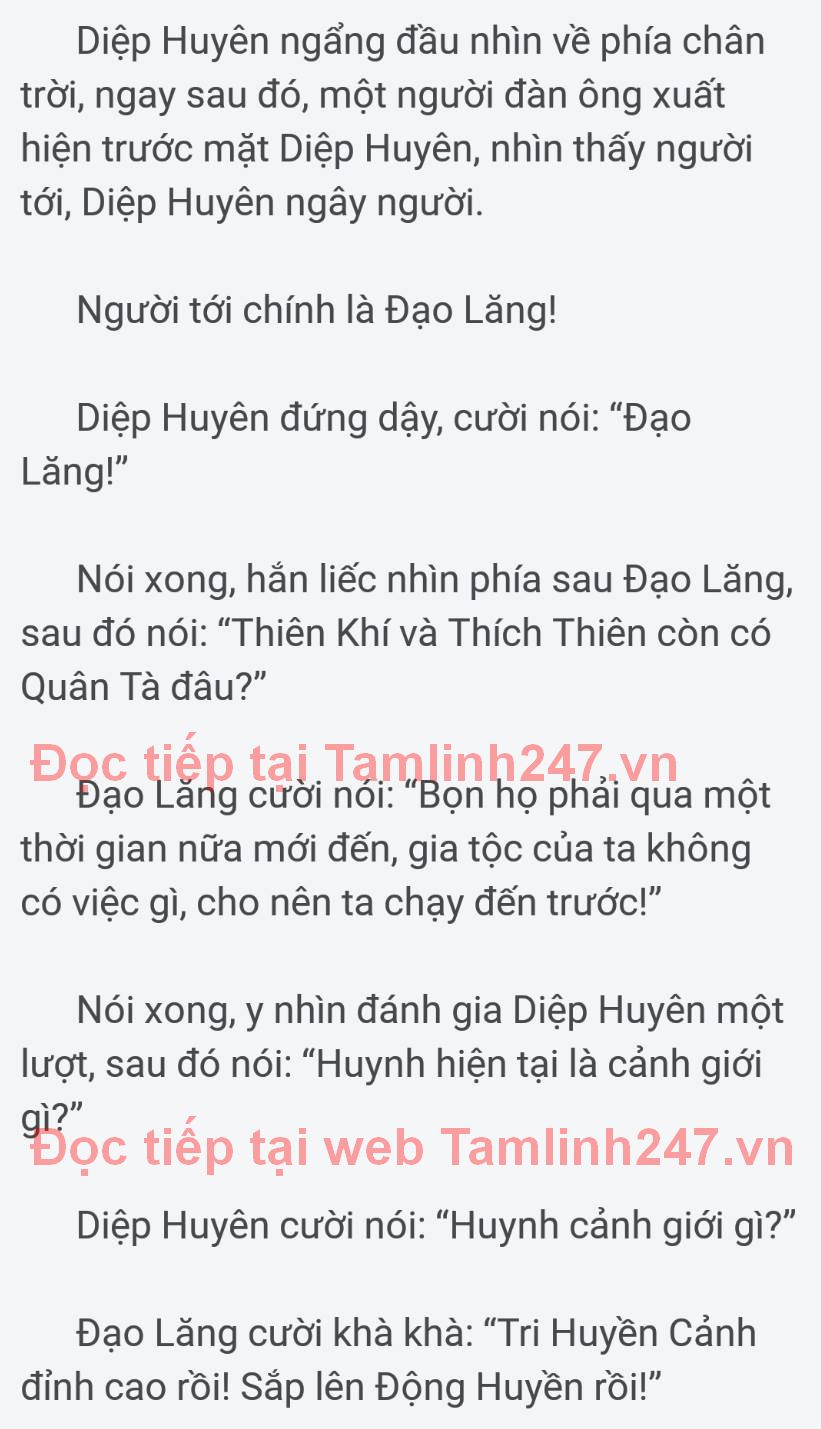 Diệp Huyên ngẩng đầu nhìn về phía chân
trời, ngay sau đó, một người đàn ông xuất
hiện trước mặt Diệp Huyên, nhìn thấy người
tới, Diệp Huyên ngây người.
Người tới chính là Đạo Lăng!
Diệp Huyên đứng dậy, cười nói: “Đạo
Lăng!”
Nói xong, hắn liếc nhìn phía sau Đạo Lăng,
sau đó nói: “Thiên Khí và Thích Thiên còn có
Quân Tà đâu?”
Đọc tiếp tại Tamlinh247.vn
Đạo Lăng cười nói: “Bọn họ phải qua một
thời gian nữa mới đến, gia tộc của ta không
có việc gì, cho nên ta chạy đến trước!”
Nói xong, y nhìn đánh gia Diệp Huyên một
lượt, sau đó nói: “Huynh hiện tại là cảnh giới
gì?”
Đọc tiếp tại web Tamlinh247.vn
Diệp Huyên cười nói: “Huynh cảnh giới gì?”
Đạo Lăng cười khà khà: “Tri Huyền Cảnh
đỉnh cao rồi! Sắp lên Động Huyền rồi!”